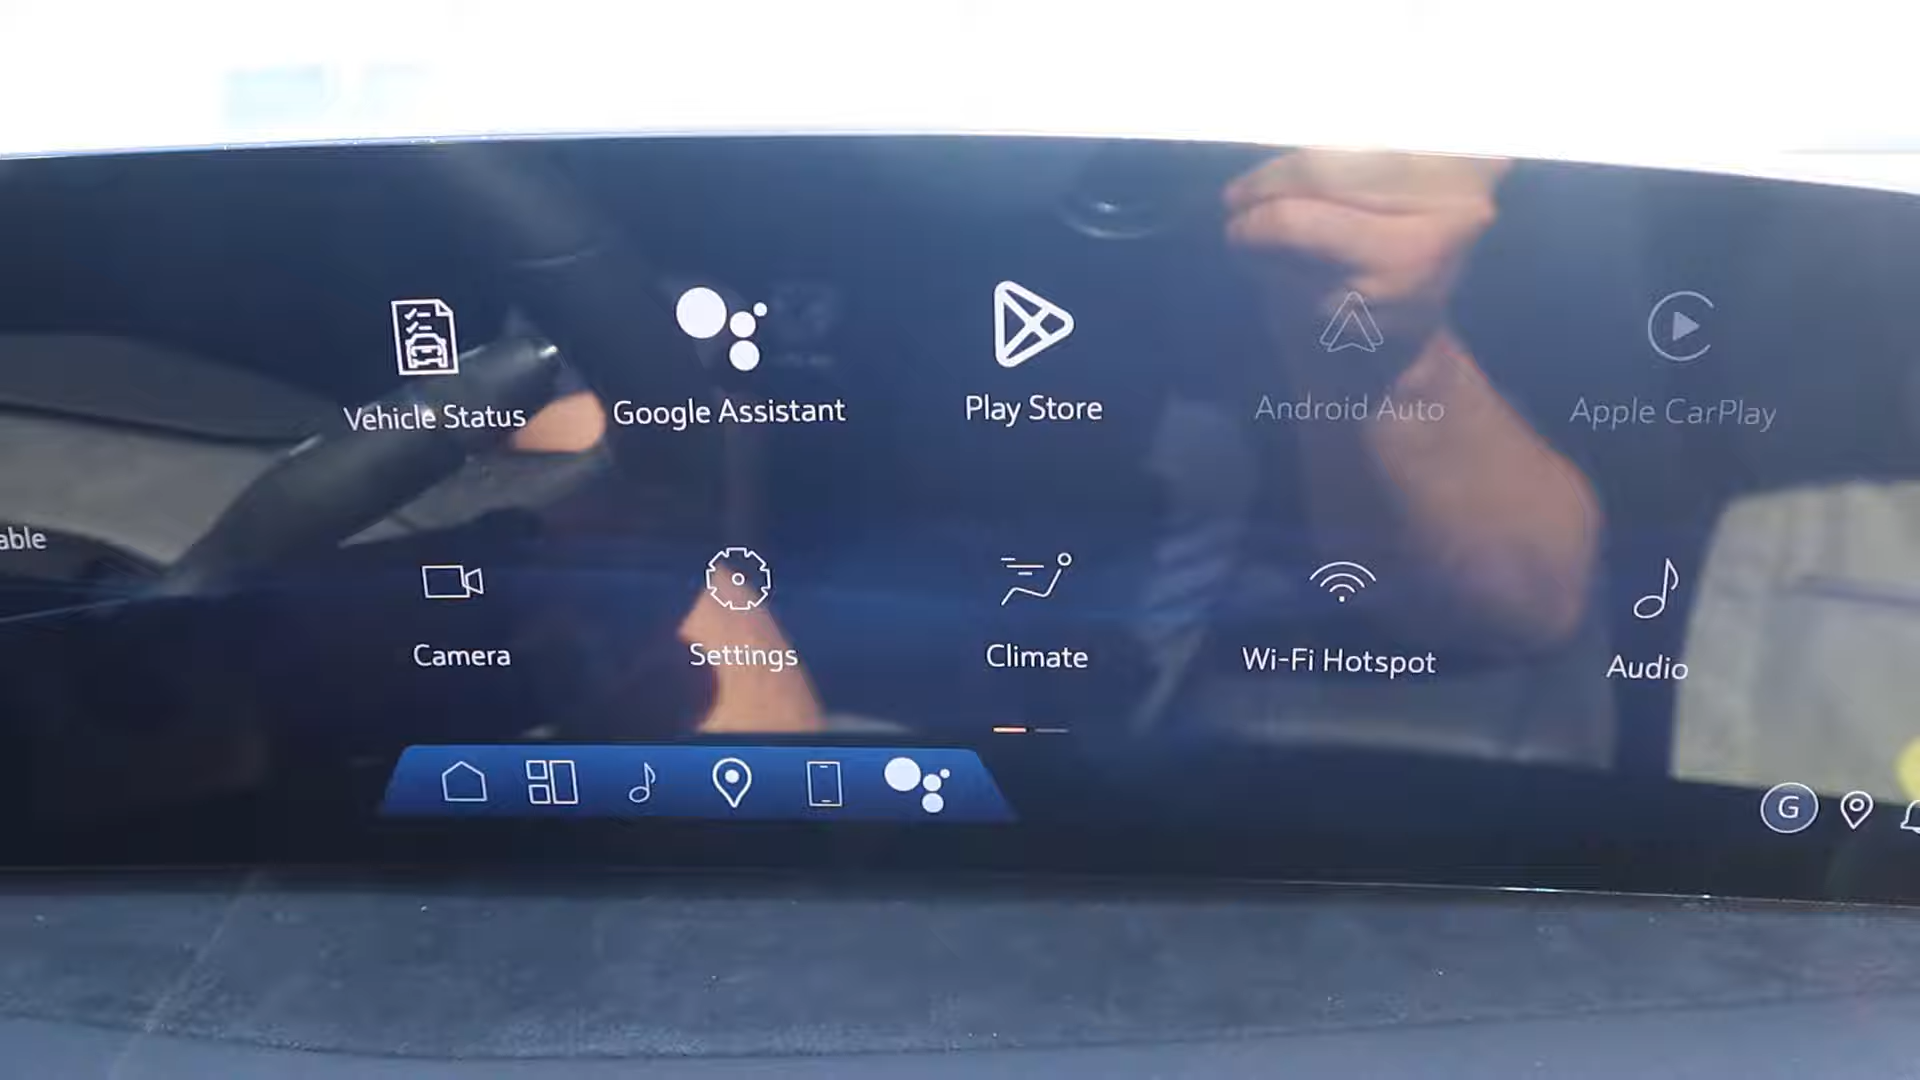 Vehicle Status
Google Assistant
Play Store
Android Auto
Apple CarPlay
able
Camera
Settings
Climate
Wi-Fi Hotspot
Audio
G